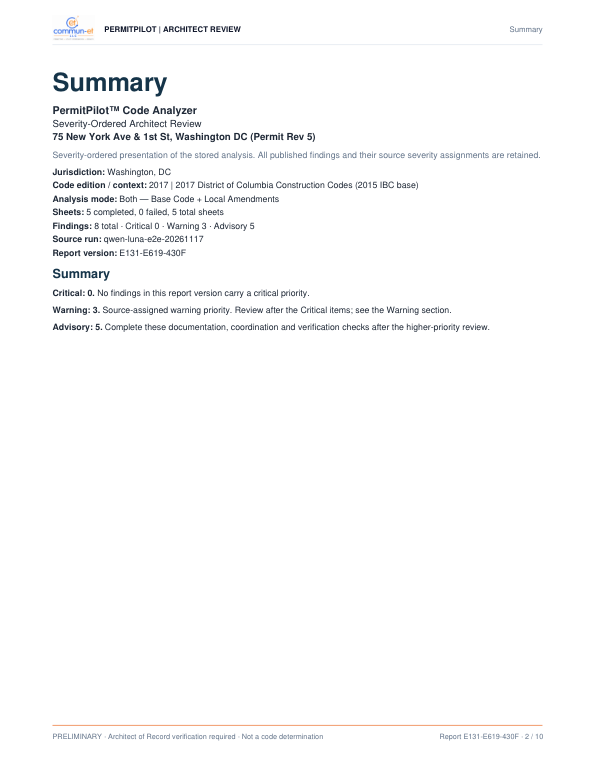 commun-et
LLC
PERMITPILOT | ARCHITECT REVIEW
Summary
Summary
PermitPilot™ Code Analyzer
Severity-Ordered Architect Review
75 New York Ave & 1st St, Washington DC (Permit Rev 5)
Severity-ordered presentation of the stored analysis. All published findings and their source severity assignments are retained.
Jurisdiction: Washington, DC
Code edition / context: 2017 | 2017 District of Columbia Construction Codes (2015 IBC base)
Analysis mode: Both — Base Code + Local Amendments
Sheets: 5 completed, 0 failed, 5 total sheets
Findings: 8 total · Critical 0 · Warning 3 · Advisory 5
Source run: qwen-luna-e2e-20261117
Report version: E131-E619-430F
Summary
Critical: 0. No findings in this report version carry a critical priority.
Warning: 3. Source-assigned warning priority. Review after the Critical items; see the Warning section.
Advisory: 5. Complete these documentation, coordination and verification checks after the higher-priority review.
PRELIMINARY · Architect of Record verification required · Not a code determination
Report E131-E619-430F · 2 / 10